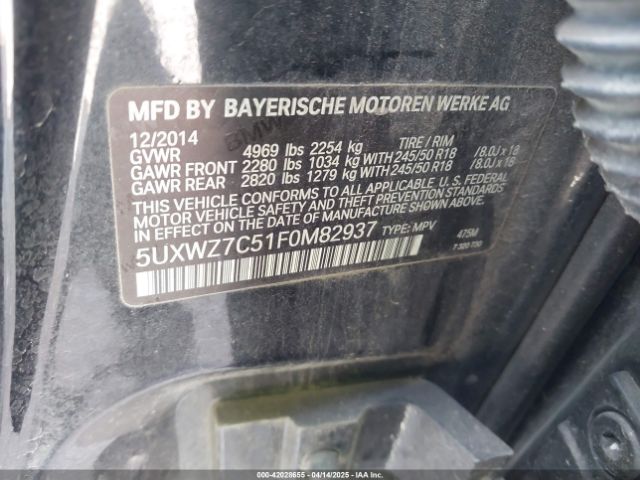 MFD BY BAYERISCHE MOTOREN WERKE AG
12/2014
GVWR 4969 lbs 2254 kg TIRE / RIM
GAWR FRONT 2280 lbs 1034 kg WITH 245/50 R18 / 8.0J x 18
GAWR REAR 2820 lbs 1279 kg WITH 245/50 R18 / 8.0J x 18
THIS VEHICLE CONFORMS TO ALL APPLICABLE U. S. FEDERAL
MOTOR VEHICLE SAFETY AND THEFT PREVENTION STANDARDS
IN EFFECT ON THE DATE OF MANUFACTURE SHOWN ABOVE.
5UXWZ7C51F0M82937 TYPE: MPV 475M
000-42028655 - 04/14/2025 - IAAI.COM